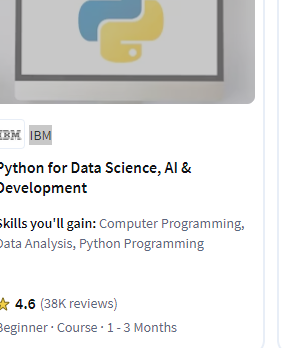 IBM IBM
Python for Data Science, AI &
Development
Skills you'll gain: Computer Programming,
Data Analysis, Python Programming
4.6 (38K reviews)
Beginner · Course · 1 - 3 Months